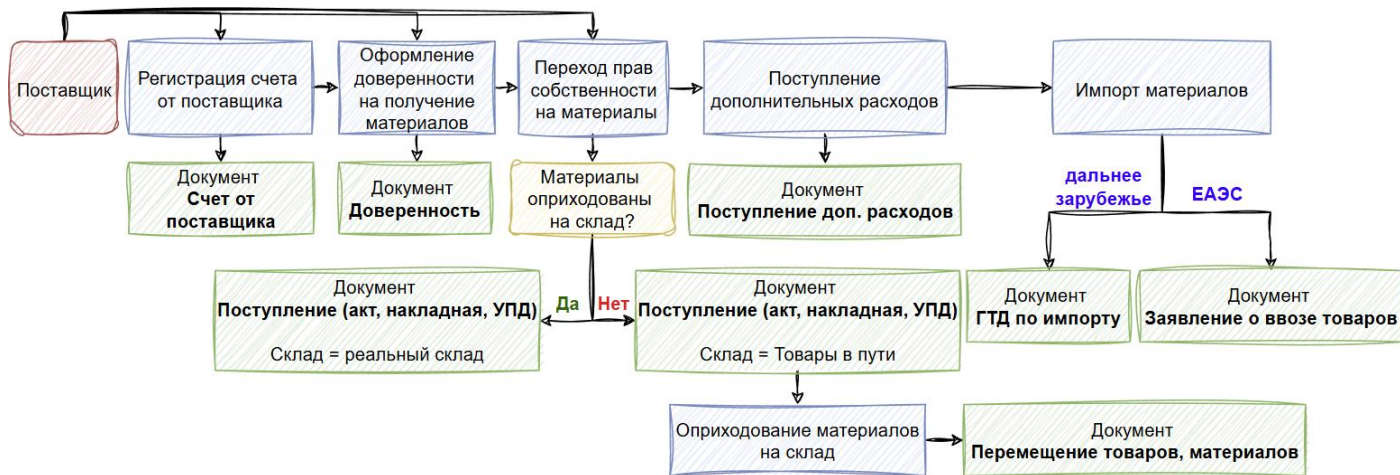 Поставщик
Регистрация счета
от поставщика
Оформление
доверенности
на получение
материалов
Переход прав
собственности
на материалы
Поступление
дополнительных расходов
Импорт материалов
Документ
Счет от
поставщика
Документ
Доверенность
Материалы
оприходованы
на склад?
Документ
Поступление доп. расходов
дальнее
зарубежье
ЕАЭС
Документ
Поступление (акт, накладная, УПД)
Склад = реальный склад
Да
Нет
Документ
Поступление (акт, накладная, УПД)
Склад = Товары в пути
Документ
ГТД по импорту
Документ
Заявление о ввозе товаров
Оприходование материалов
на склад
Документ
Перемещение товаров, материалов